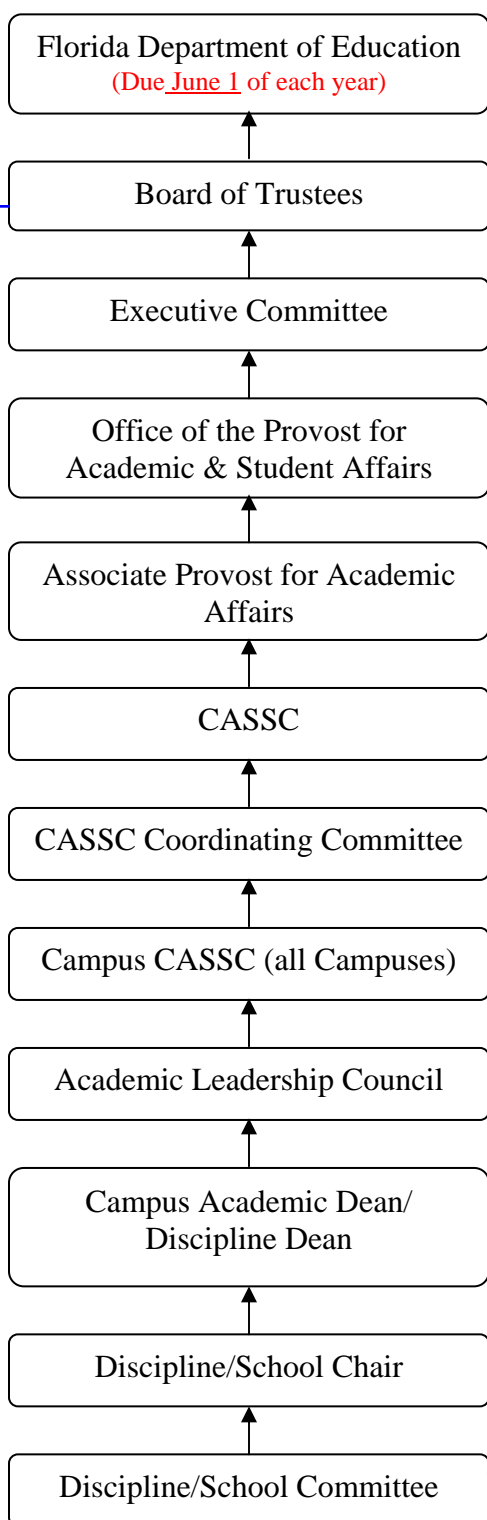 Florida Department of Education
(Due June 1 of each year)
Board of Trustees
Executive Committee
Office of the Provost for
Academic & Student Affairs
Associate Provost for Academic
Affairs
CASSC
CASSC Coordinating Committee
Campus CASSC (all Campuses)
Academic Leadership Council
Campus Academic Dean/
Discipline Dean
Discipline/School Chair
Discipline/School Committee